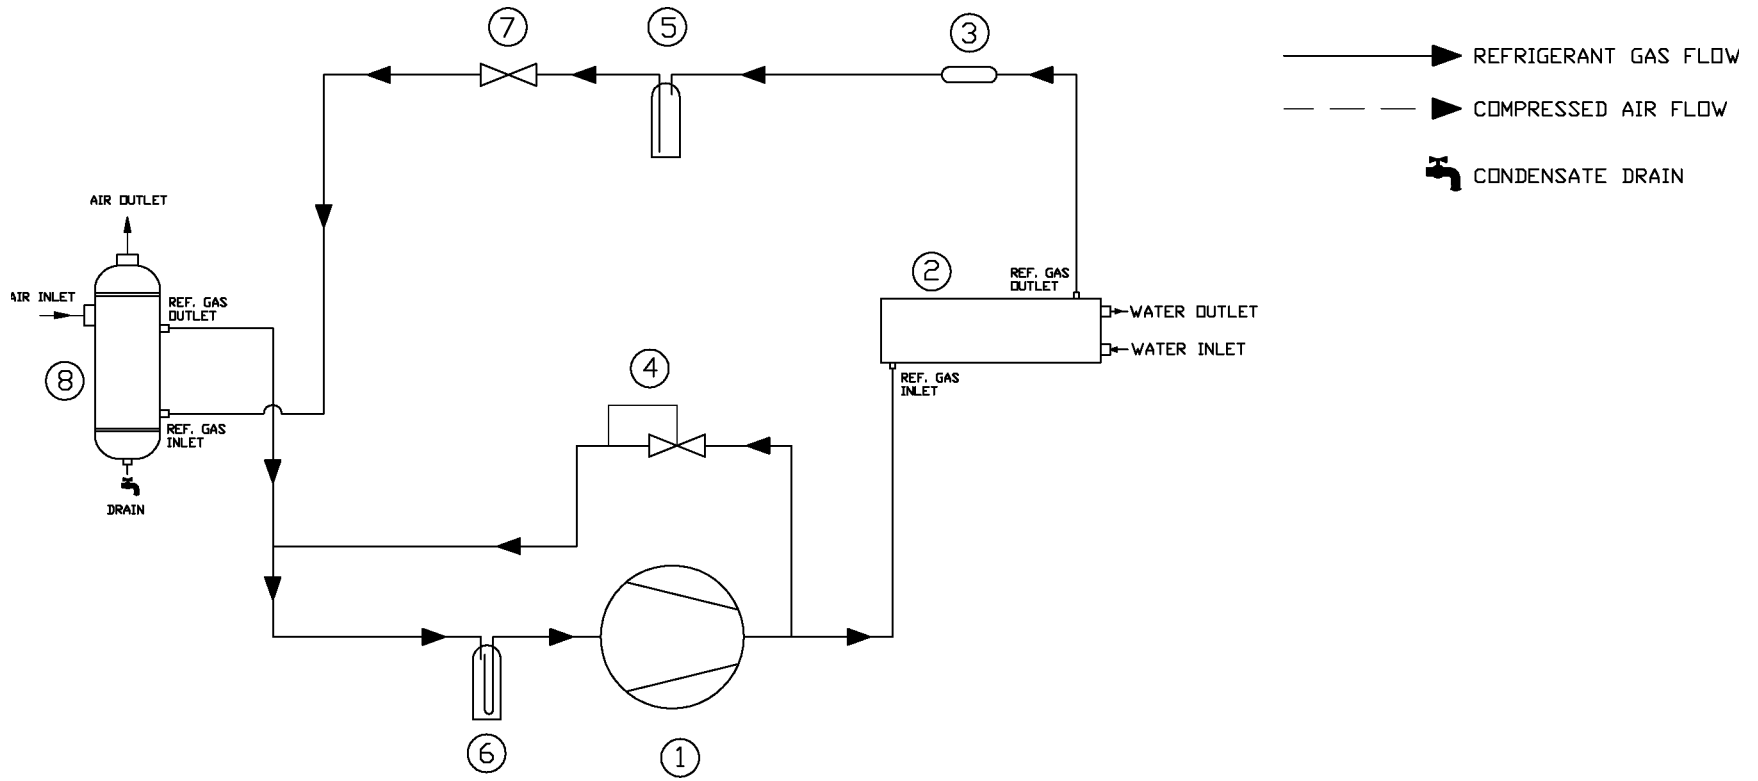 7
5
3
REFRIGERANT GAS FLOW
COMPRESSED AIR FLOW
CONDENSATE DRAIN
AIR OUTLET
AIR INLET
REF. GAS
OUTLET
8
REF. GAS
INLET
DRAIN
2
REF. GAS
OUTLET
WATER OUTLET
WATER INLET
REF. GAS
INLET
4
6
1